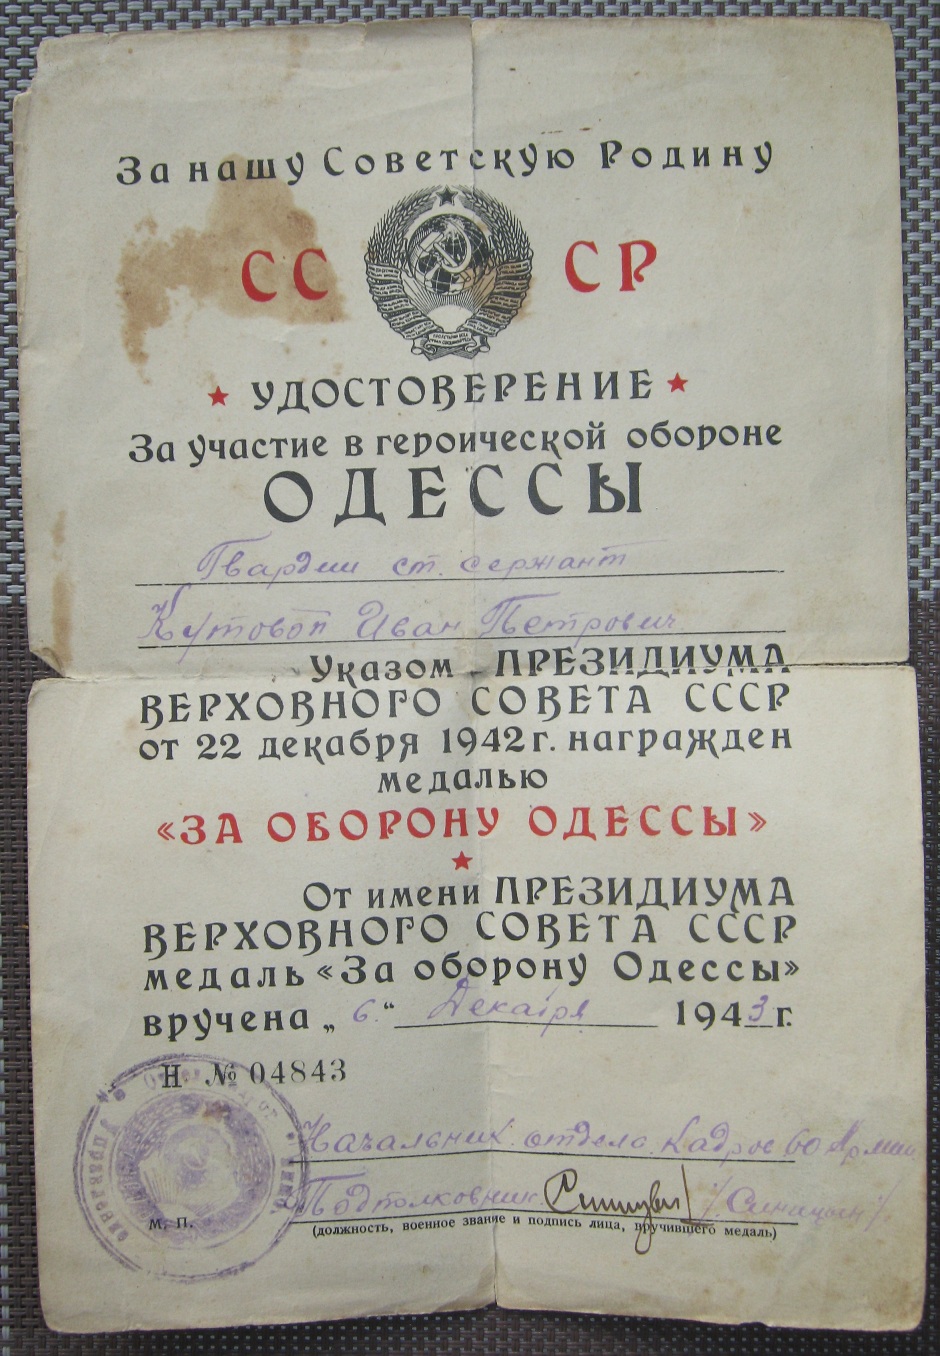 За нашу Советскую Родину
СССР
УДОСТОВЕРЕНИЕ
За участие в героической обороне
ОДЕССЫ
Гвардии ст. сержант
Кутовой Иван Петрович
Указом ПРЕЗИДИУМА
ВЕРХОВНОГО СОВЕТА СССР
от 22 декабря 1942 г. награжден
медалью
«ЗА ОБОРОНУ ОДЕССЫ»
От имени ПРЕЗИДИУМА
ВЕРХОВНОГО СОВЕТА СССР
медаль «За оборону Одессы»
вручена „ 6. “ Декабря 1943 г.
Н № 04843
Начальник отдела кадров 60 Армии
Подполковник /Синицын/
м. п.
(должность, военное звание и подпись лица, вручившего медаль)